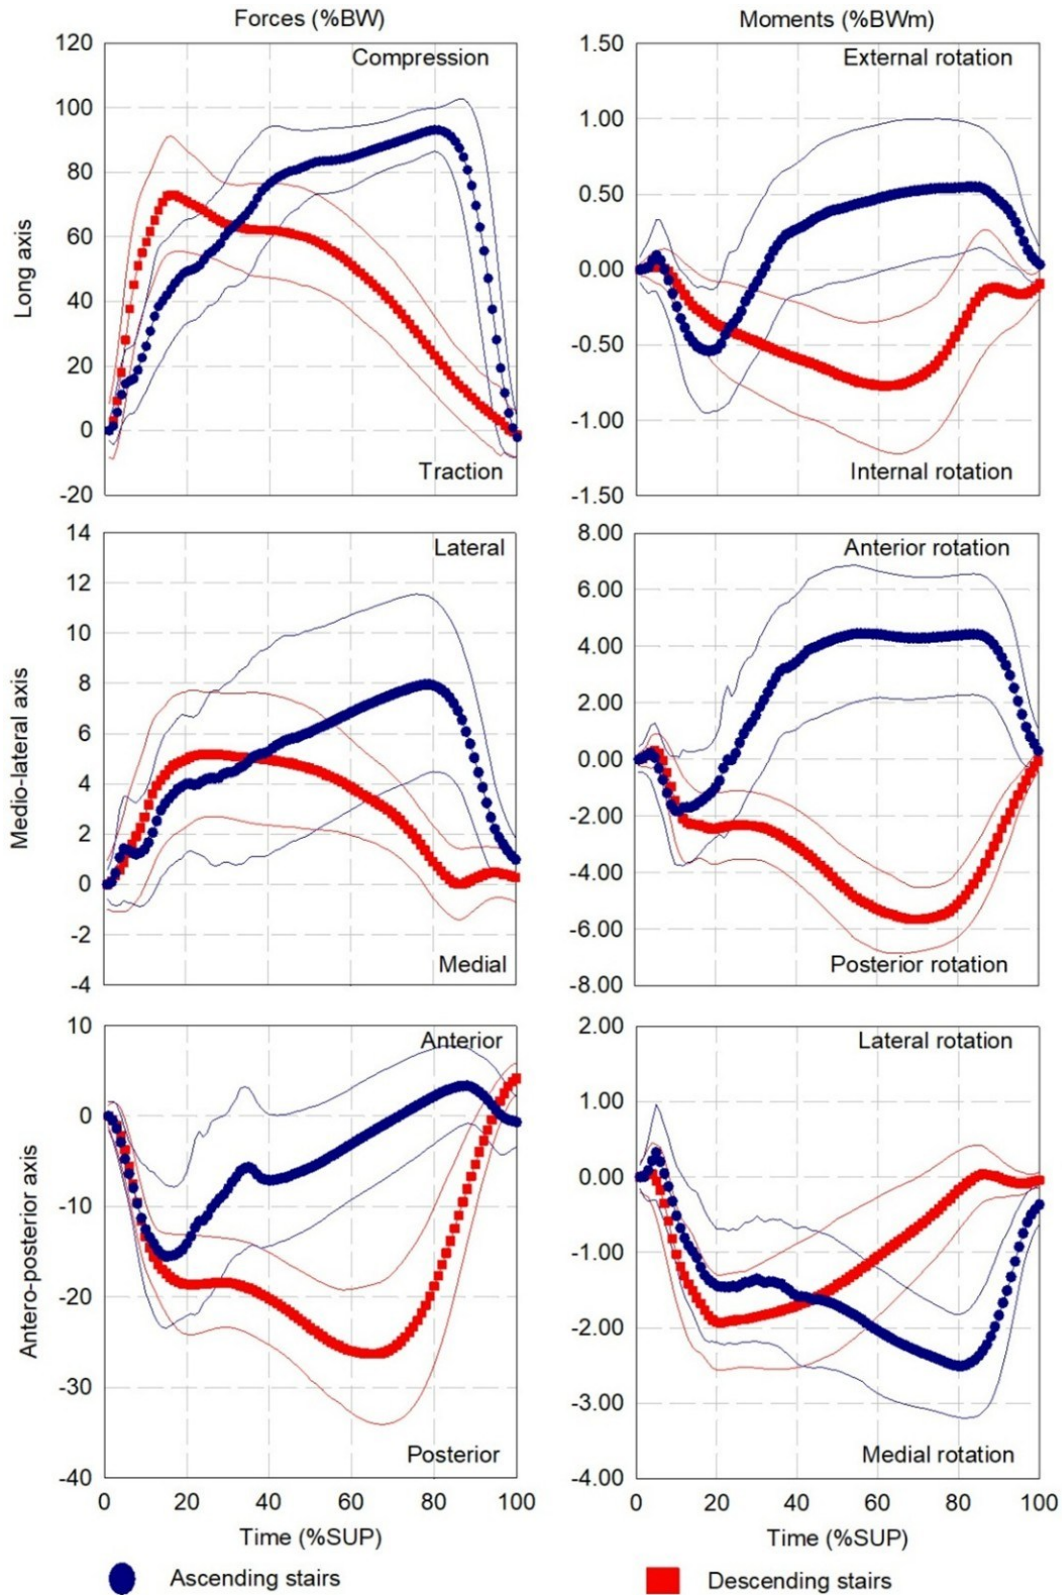 Forces (%BW)
Moments (%BWm)
120
100
80
60
40
20
0
-20
Long axis
Compression
Traction
1.50
1.00
0.50
0.00
-0.50
-1.00
-1.50
External rotation
Internal rotation
14
12
10
8
6
4
2
0
-2
-4
Medio-lateral axis
Lateral
Medial
8.00
6.00
4.00
2.00
0.00
-2.00
-4.00
-6.00
-8.00
Anterior rotation
Posterior rotation
10
0
-10
-20
-30
-40
Antero-posterior axis
Anterior
Posterior
0 20 40 60 80 100
Time (%SUP)
2.00
1.00
0.00
-1.00
-2.00
-3.00
-4.00
Lateral rotation
Medial rotation
0 20 40 60 80 100
Time (%SUP)
Ascending stairs
Descending stairs